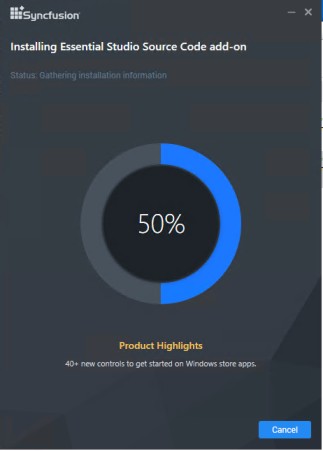 Syncfusion
Installing Essential Studio Source Code add-on
Status: Gathering installation information
50%
Product Highlights
40+ new controls to get started on Windows store apps.
Cancel